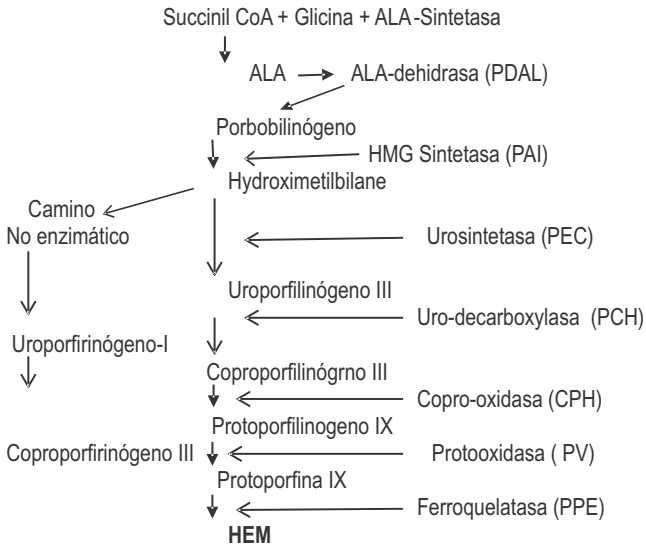 Succinil CoA + Glicina + ALA-Sintetasa
ALA
ALA-dehidrasa (PDAL)
Porbobilinógeno
HMG Sintetasa (PAI)
Hydroximetilbilane
Camino
No enzimático
Urosintetasa (PEC)
Uroporfilinógeno III
Uro-decarboxylasa (PCH)
Uroporfirinógeno-I
Coproporfilinógrno III
Copro-oxidasa (CPH)
Protoporfilinogeno IX
Coproporfirinógeno III
Protooxidasa ( PV)
Protoporfina IX
Ferroquelatasa (PPE)
HEM